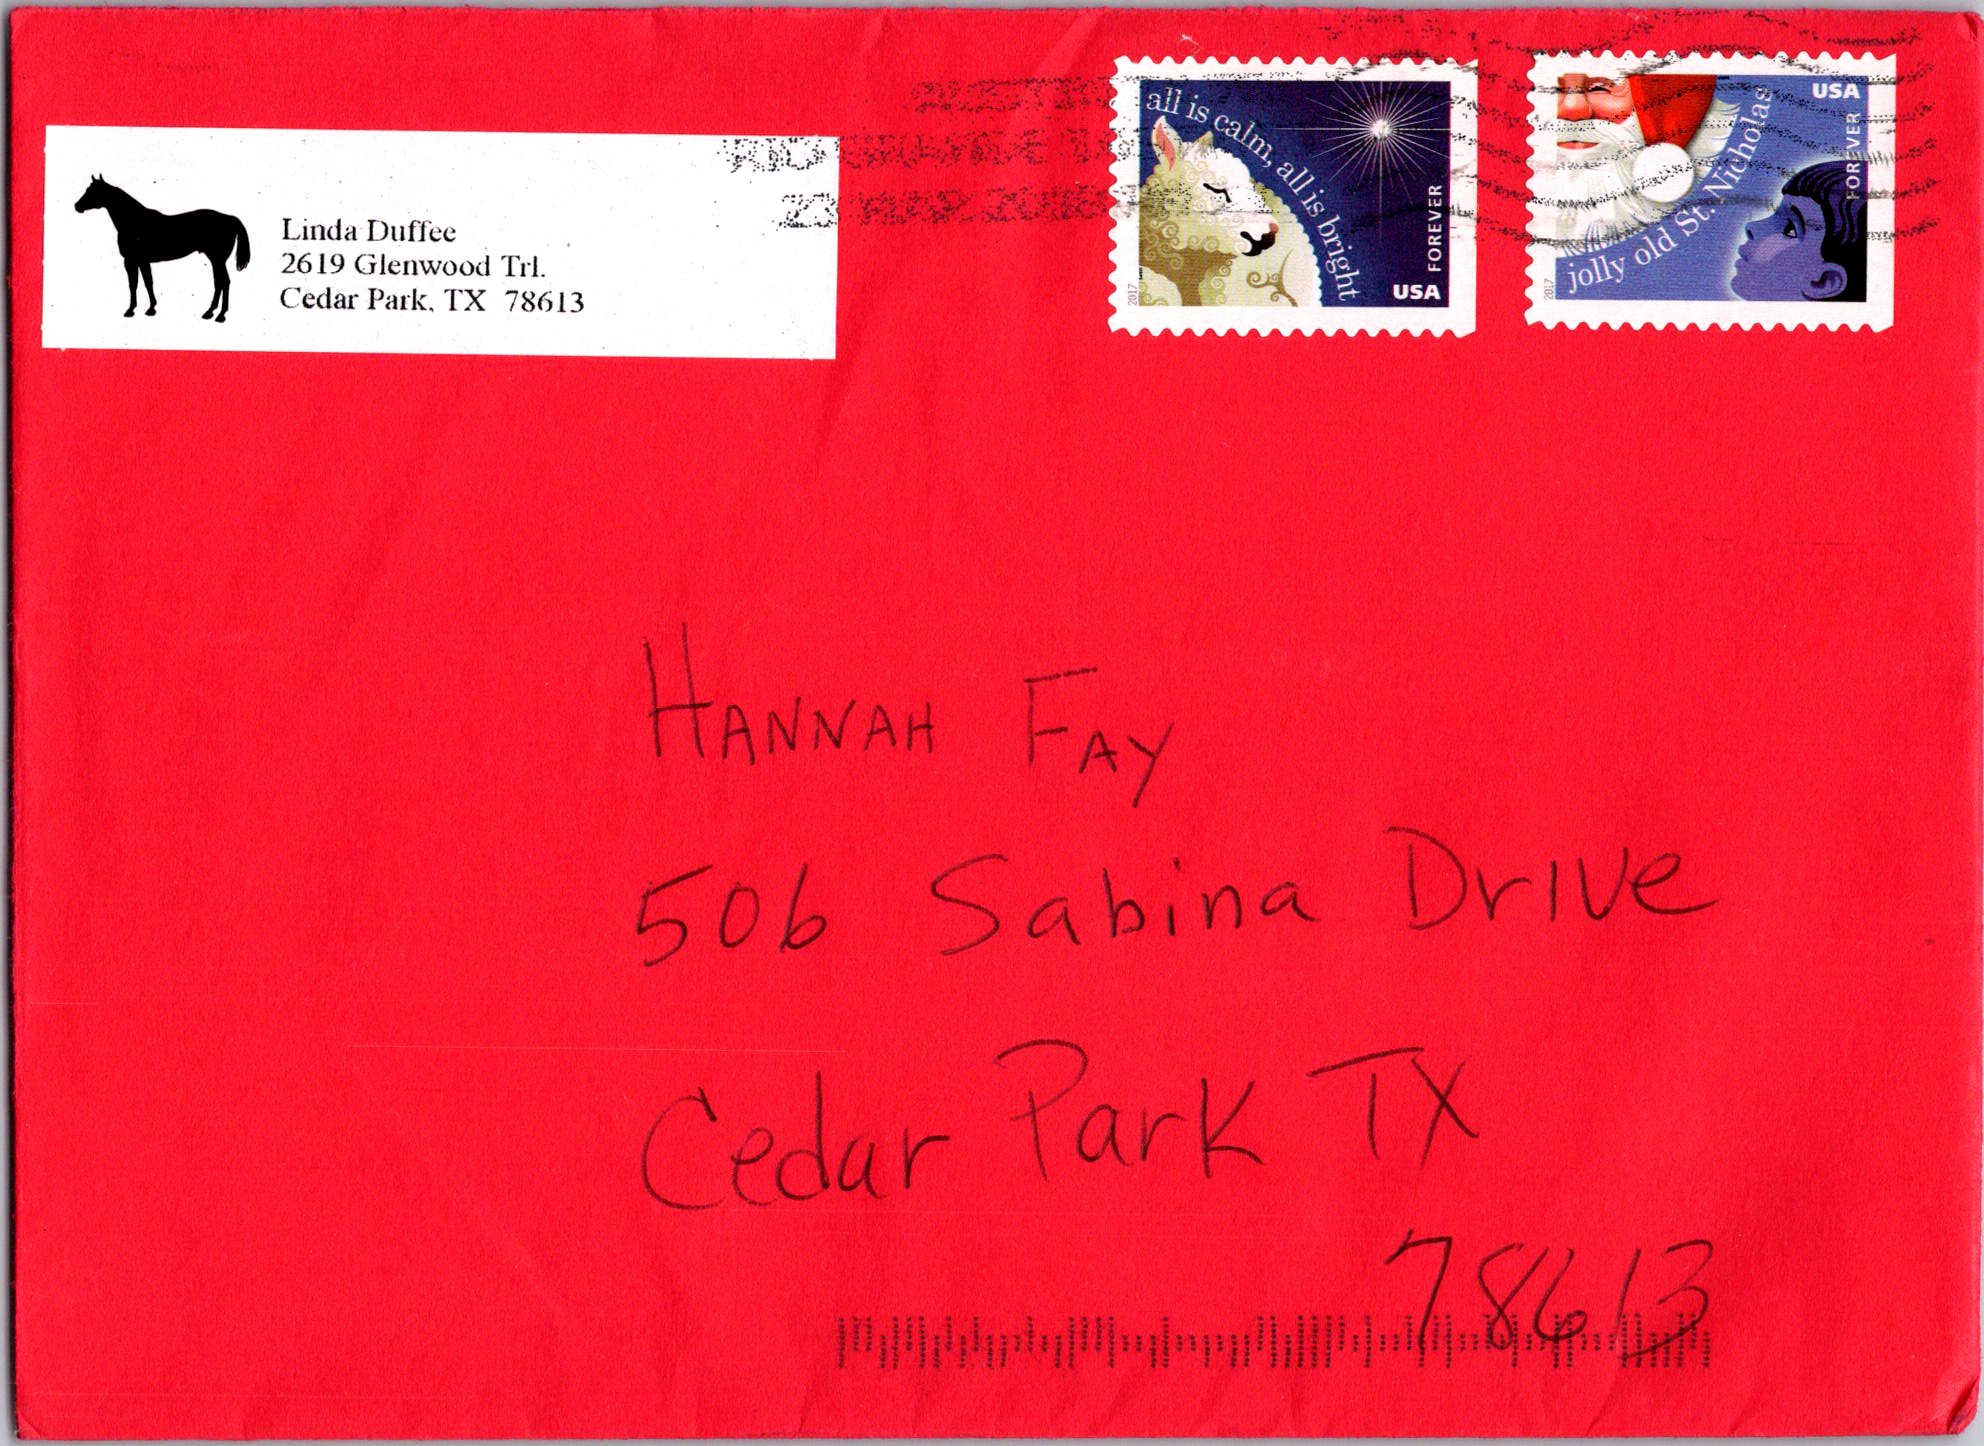 Linda Duffee
2619 Glenwood Trl.
Cedar Park, TX 78613
all is calm, all is bright
FOREVER
USA
2017
USA
FOREVER
jolly old St. Nicholas
2017
HANNAH FAY
506 Sabina Drive
Cedar Park TX
78613